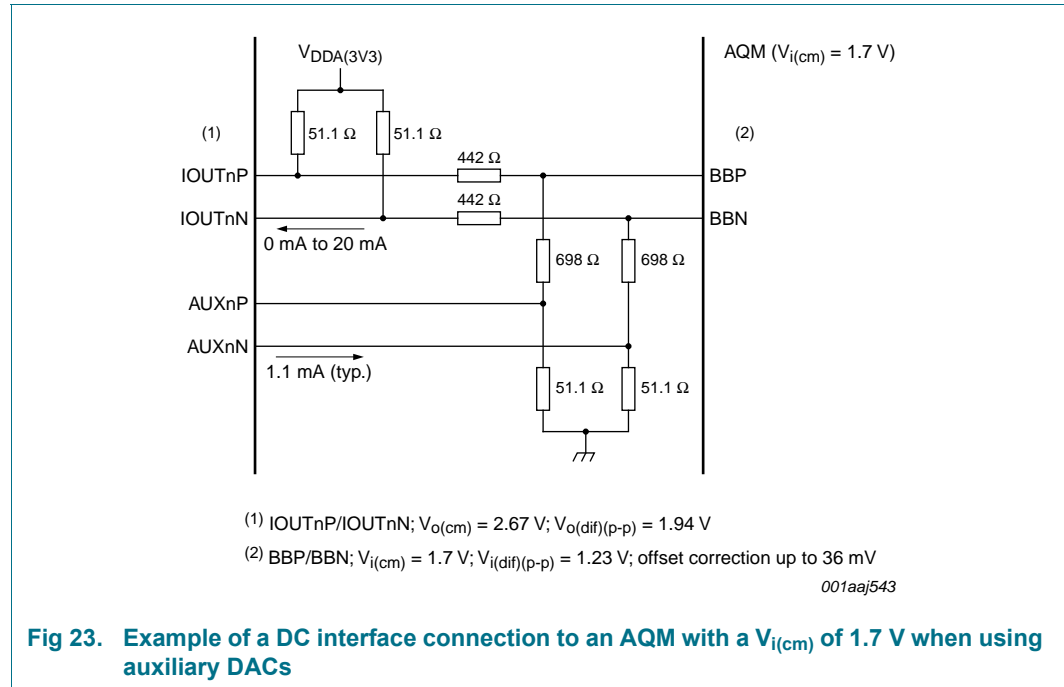 VDDA(3V3)
AQM (Vi(cm) = 1.7 V)
(1)
51.1 Ω
51.1 Ω
(2)
442 Ω
IOUTnP
BBP
442 Ω
IOUTnN
BBN
0 mA to 20 mA
698 Ω
698 Ω
AUXnP
AUXnN
1.1 mA (typ.)
51.1 Ω
51.1 Ω
(1) IOUTnP/IOUTnN; Vo(cm) = 2.67 V; Vo(dif)(p-p) = 1.94 V
(2) BBP/BBN; Vi(cm) = 1.7 V; Vi(dif)(p-p) = 1.23 V; offset correction up to 36 mV
001aaj543
Fig 23. Example of a DC interface connection to an AQM with a Vi(cm) of 1.7 V when using
auxiliary DACs